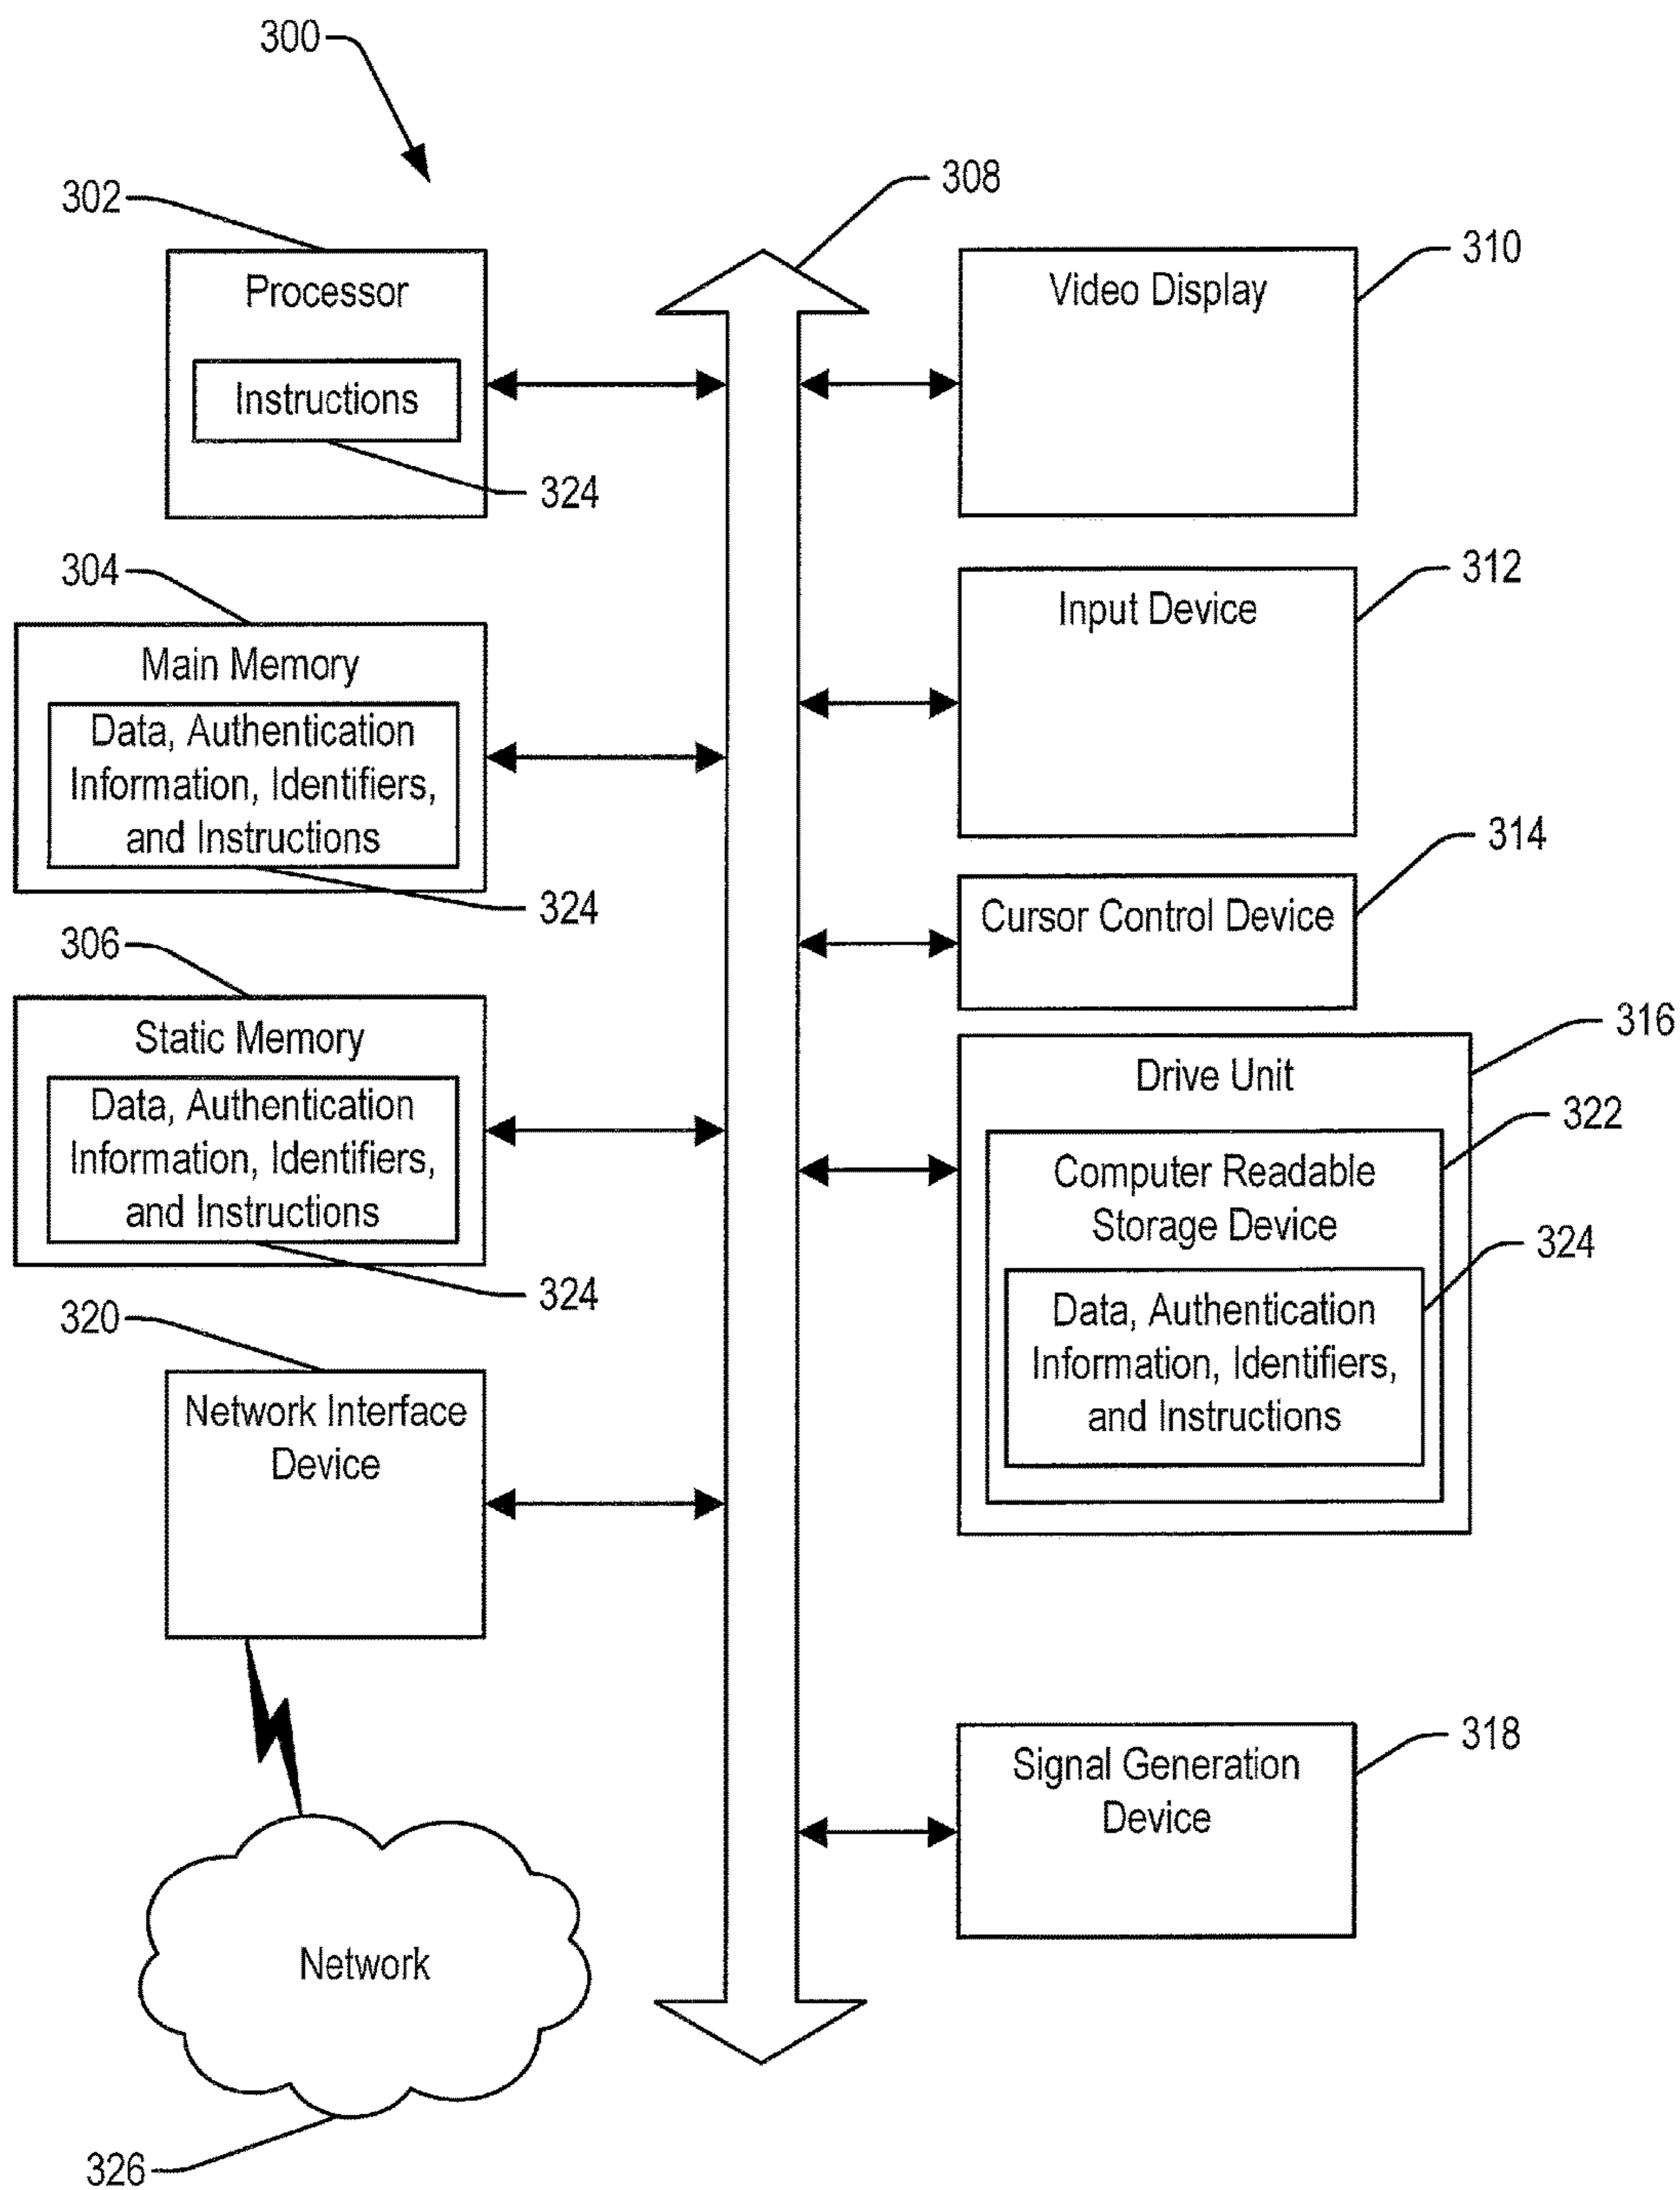 300
302
Processor
Instructions
324
304
Main Memory
Data, Authentication
Information, Identifiers,
and Instructions
324
306
Static Memory
Data, Authentication
Information, Identifiers,
and Instructions
324
320
Network Interface
Device
Network
326
308
310
Video Display
312
Input Device
314
Cursor Control Device
316
Drive Unit
322
Computer Readable
Storage Device
324
Data, Authentication
Information, Identifiers,
and Instructions
318
Signal Generation
Device